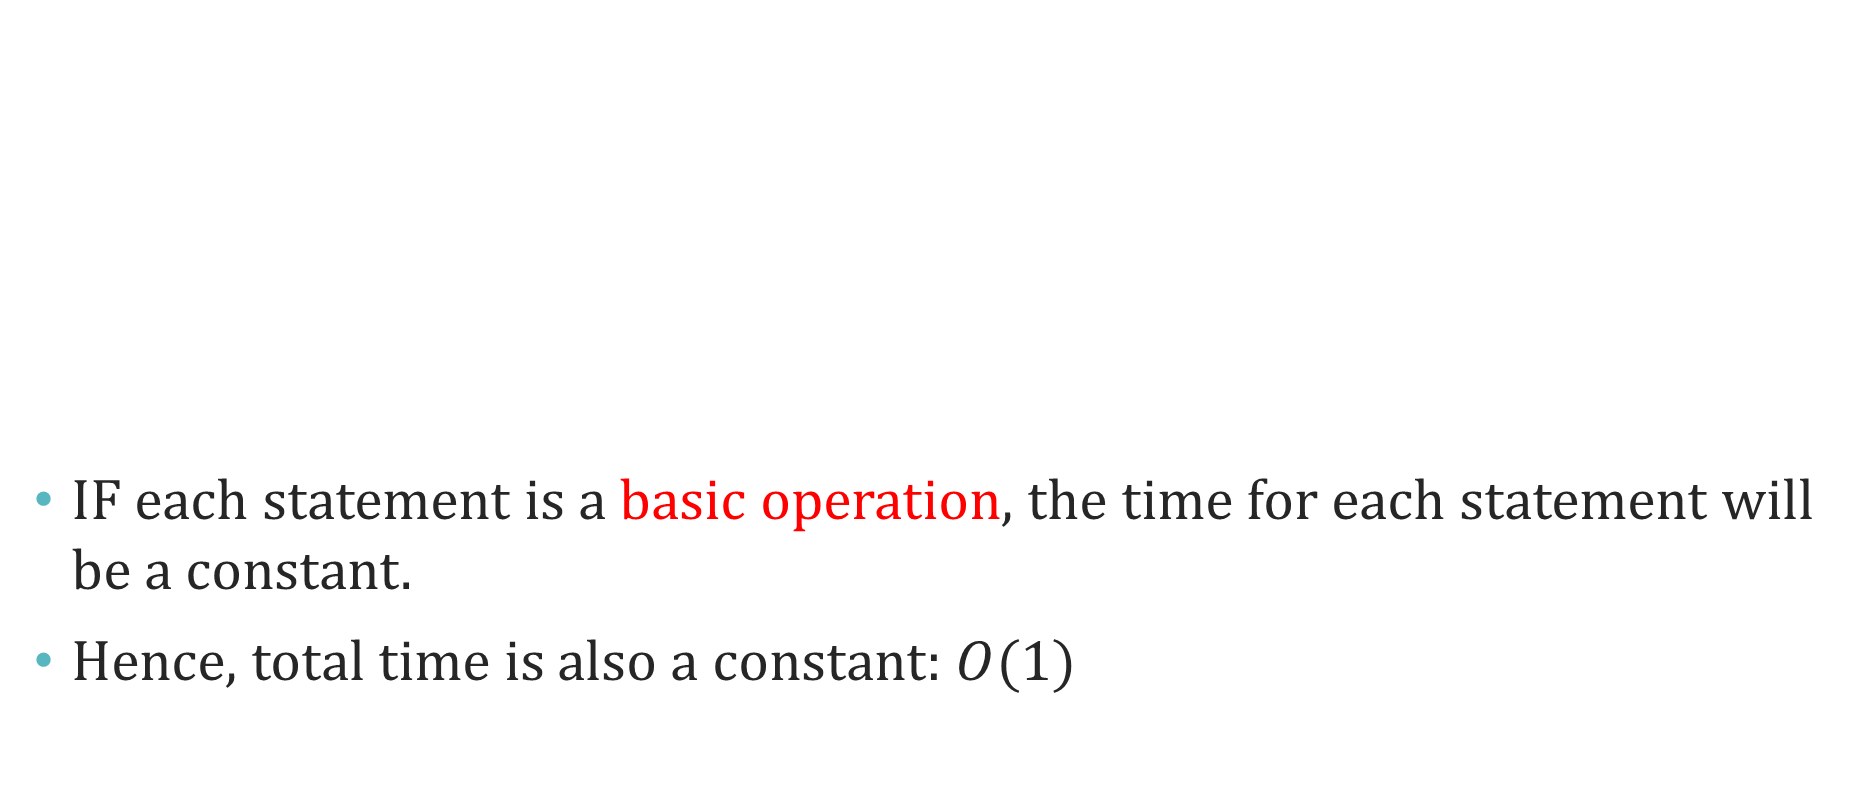 • IF each statement is a basic operation, the time for each statement will
be a constant.
• Hence, total time is also a constant: O(1)